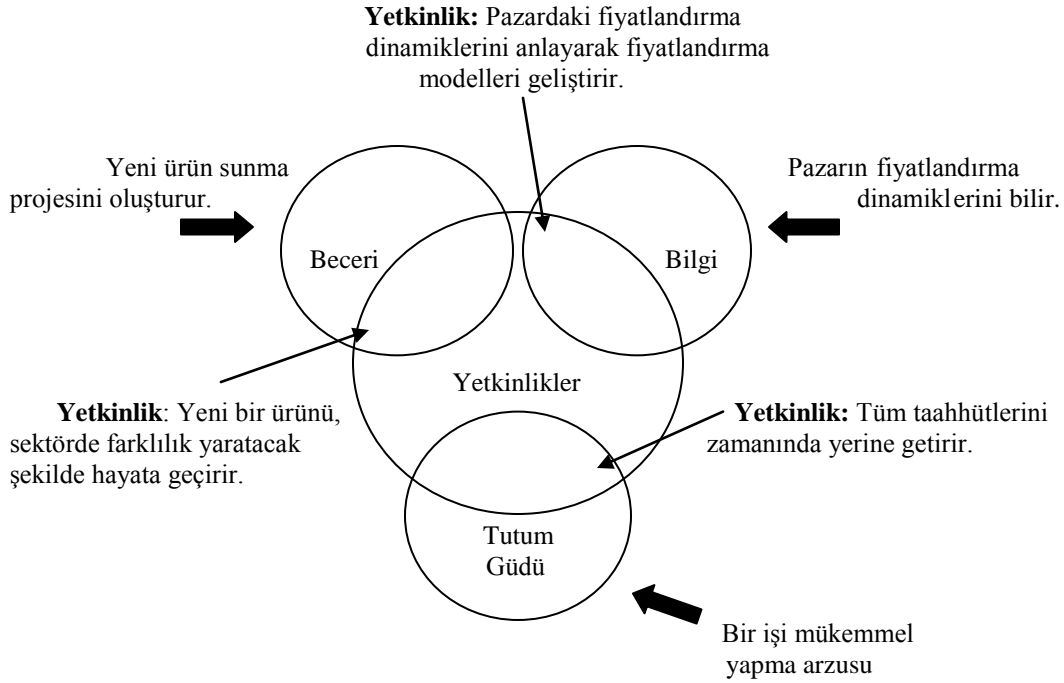 Yetkinlik: Pazardaki fiyatlandırma
dinamiklerini anlayarak fiyatlandırma
modelleri geliştirir.
Yeni ürün sunma
projesini oluşturur.
Pazarın fiyatlandırma
dinamiklerini bilir.
Beceri
Bilgi
Yetkinlikler
Yetkinlik: Yeni bir ürünü,
sektörde farklılık yaratacak
şekilde hayata geçirir.
Yetkinlik: Tüm taahhütlerini
zamanında yerine getirir.
Tutum
Güdü
Bir işi mükemmel
yapma arzusu